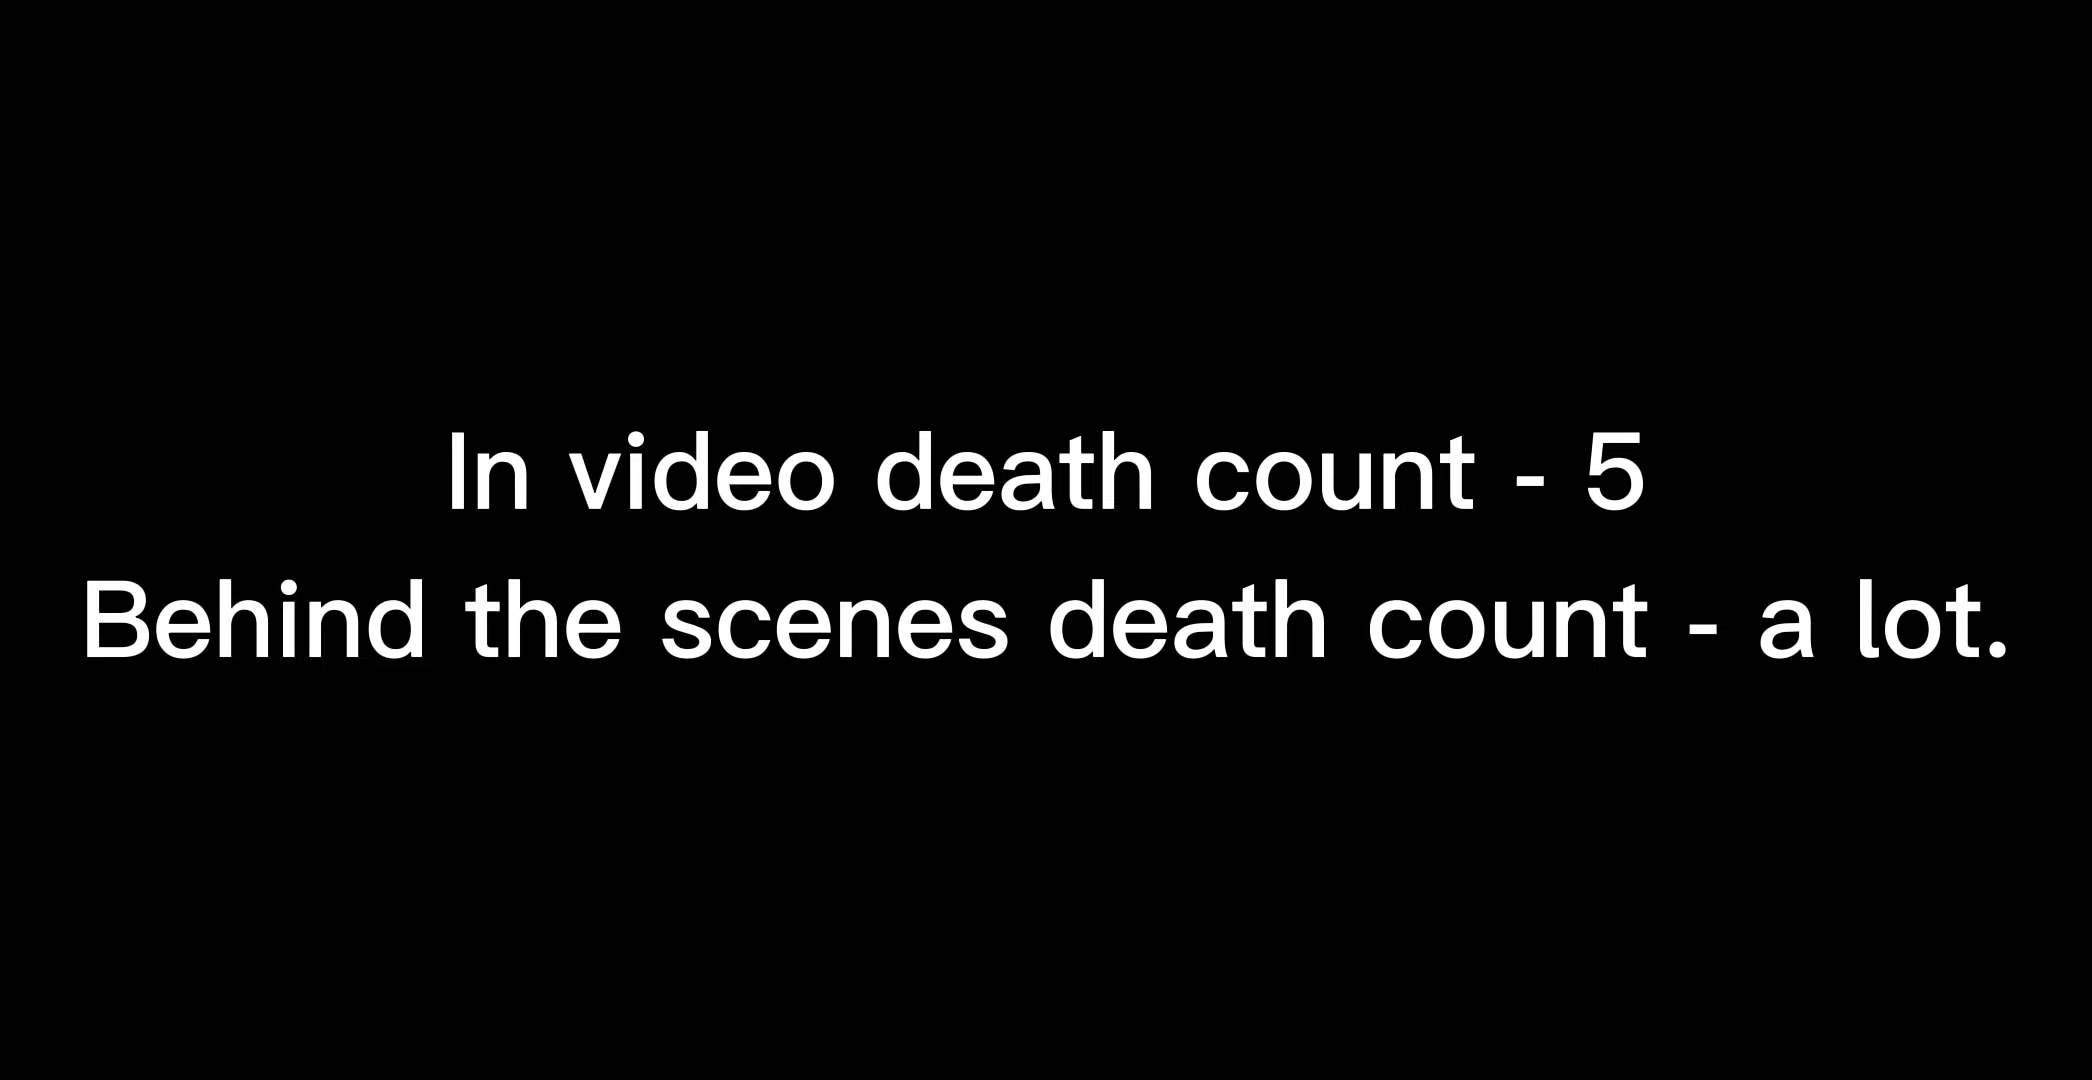 In video death count - 5
Behind the scenes death count - a lot.